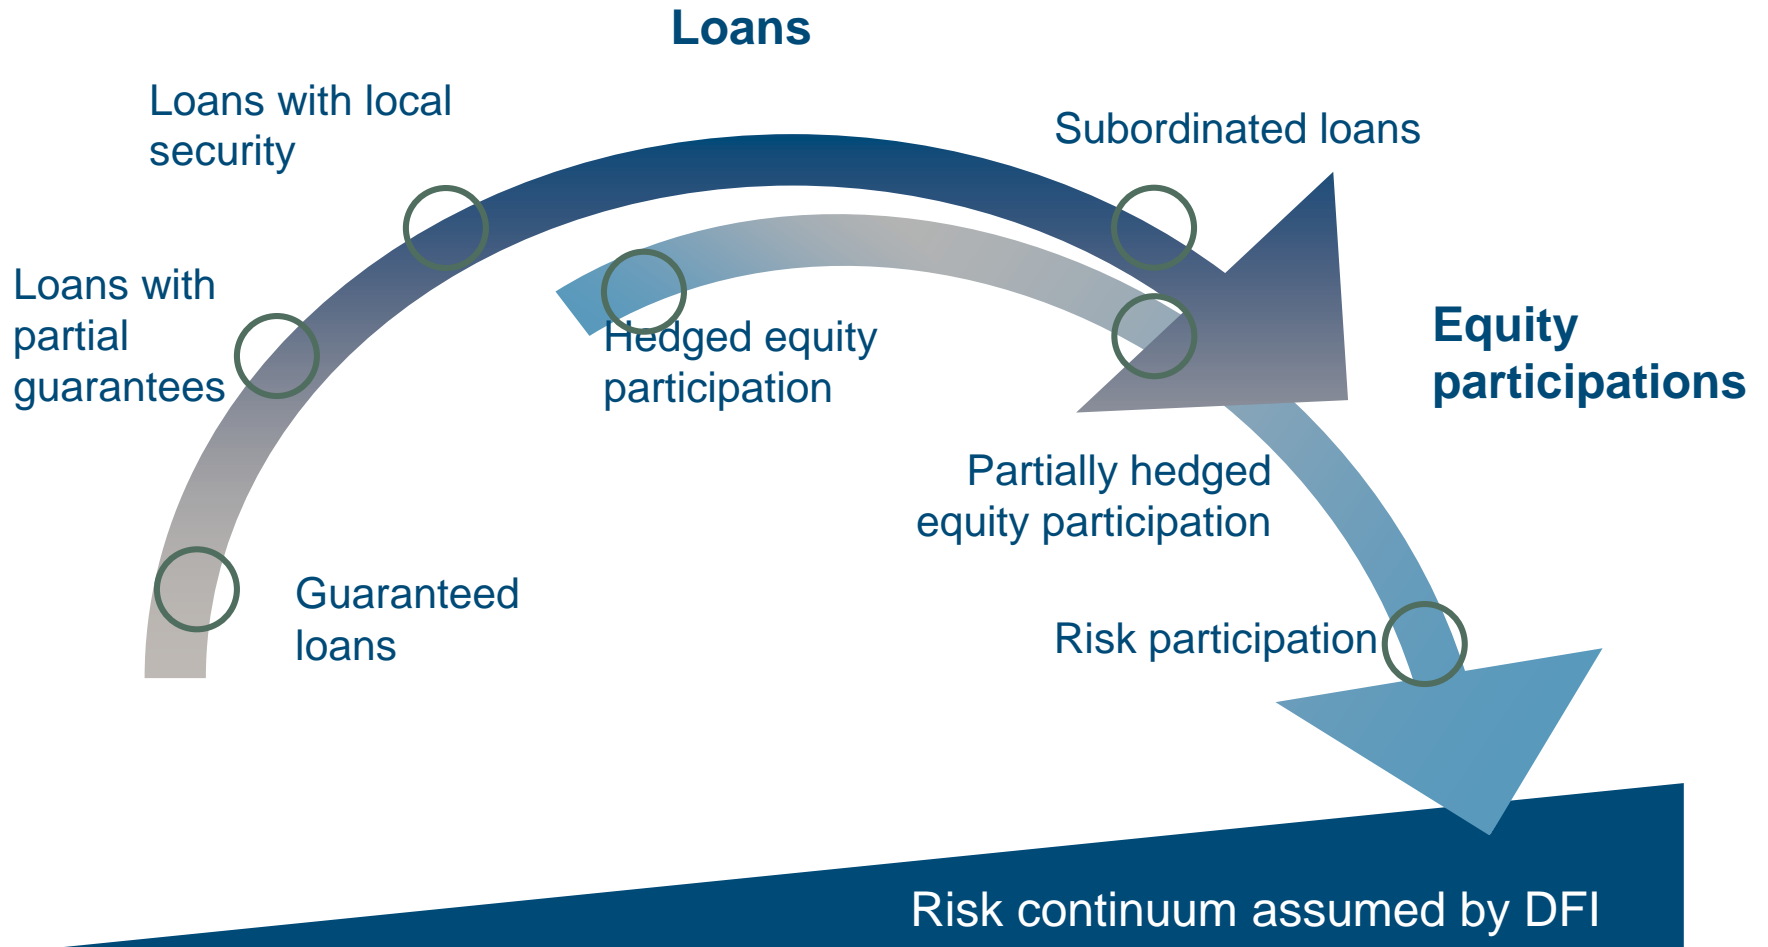 Loans
Loans with local
security
Subordinated loans
Loans with
partial
guarantees
Hedged equity
participation
Equity
participations
Partially hedged
equity participation
Guaranteed
loans
Risk participation
Risk continuum assumed by DFI